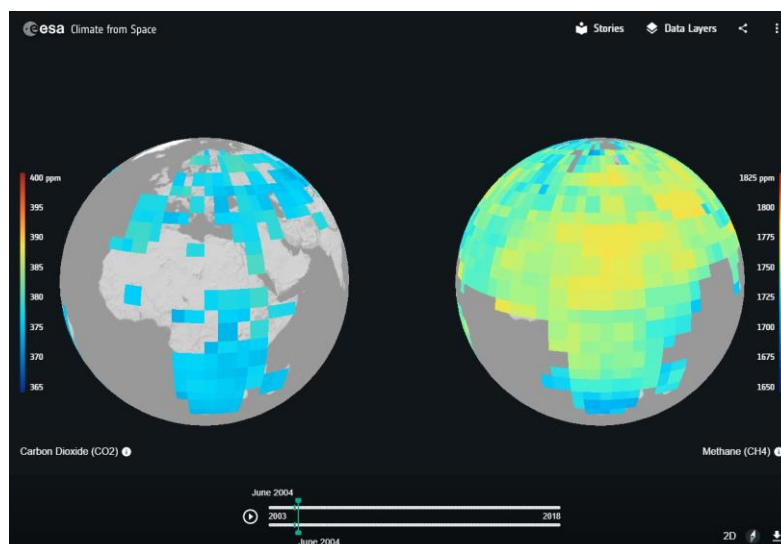 esa Climate from Space
Stories
Data Layers
400 ppm
395
390
385
380
375
370
365
1825 ppm
1800
1775
1750
1725
1700
1675
1650
Carbon Dioxide (CO2)
Methane (CH4)
June 2004
2003
2018
June 2004
2D